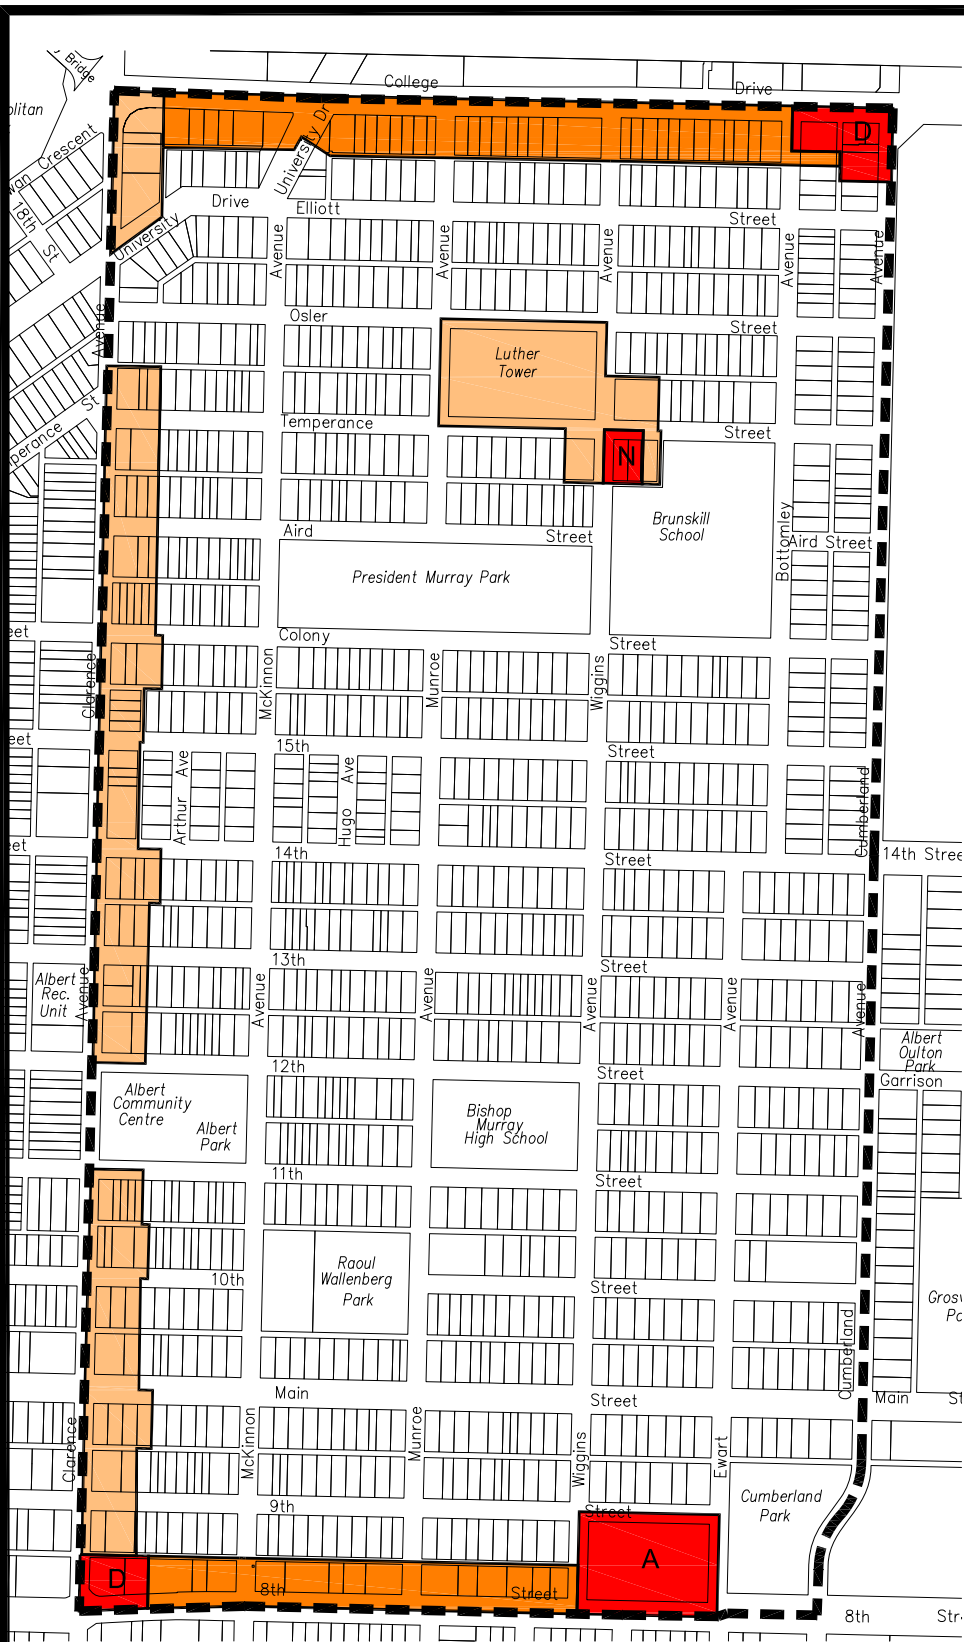 Bridge
College
Drive
D
University Dr
Crescent
18th
St
Drive
Elliott
Street
University
Avenue
Avenue
Avenue
Avenue
Avenue
Osler
Street
Avenue
Luther
Tower
St
Temperance
Street
N
Brunskill
School
Aird
Street
Bottomley
Aird Street
President Murray Park
Colony
Street
Clarence
McKinnon
Munroe
Wiggins
15th
Street
Arthur Ave
Hugo Ave
Cumberland
14th
Street
14th
13th
Street
Albert
Rec.
Unit
Avenue
Avenue
Avenue
Avenue
Avenue
Avenue
Albert
Oulton
Park
12th
Street
Garrison
Albert
Community
Centre
Albert
Park
Bishop
Murray
High School
11th
Street
Raoul
Wallenberg
Park
10th
Street
Cumberland
Main
Street
Main
Clarence
McKinnon
Munroe
Wiggins
Ewart
Cumberland
Park
9th
Street
A
D
8th
Street
8th